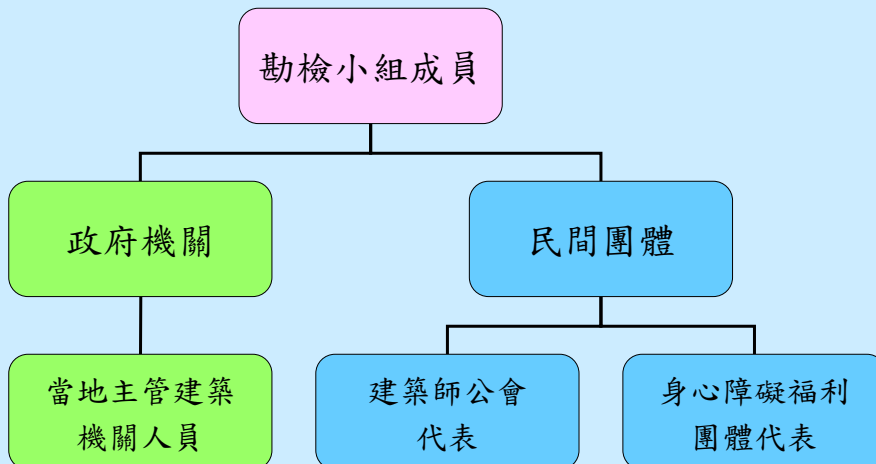 勘檢小組成員
政府機關
民間團體
當地主管建築
機關人員
建築師公會
代表
身心障礙福利
團體代表